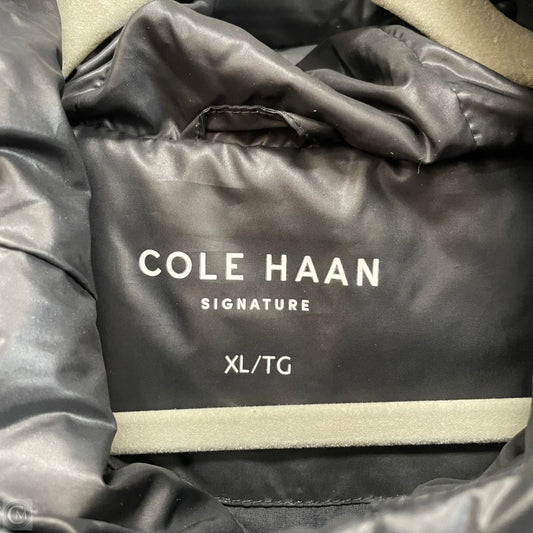 COLE HAAN
SIGNATURE
XL/TG
M